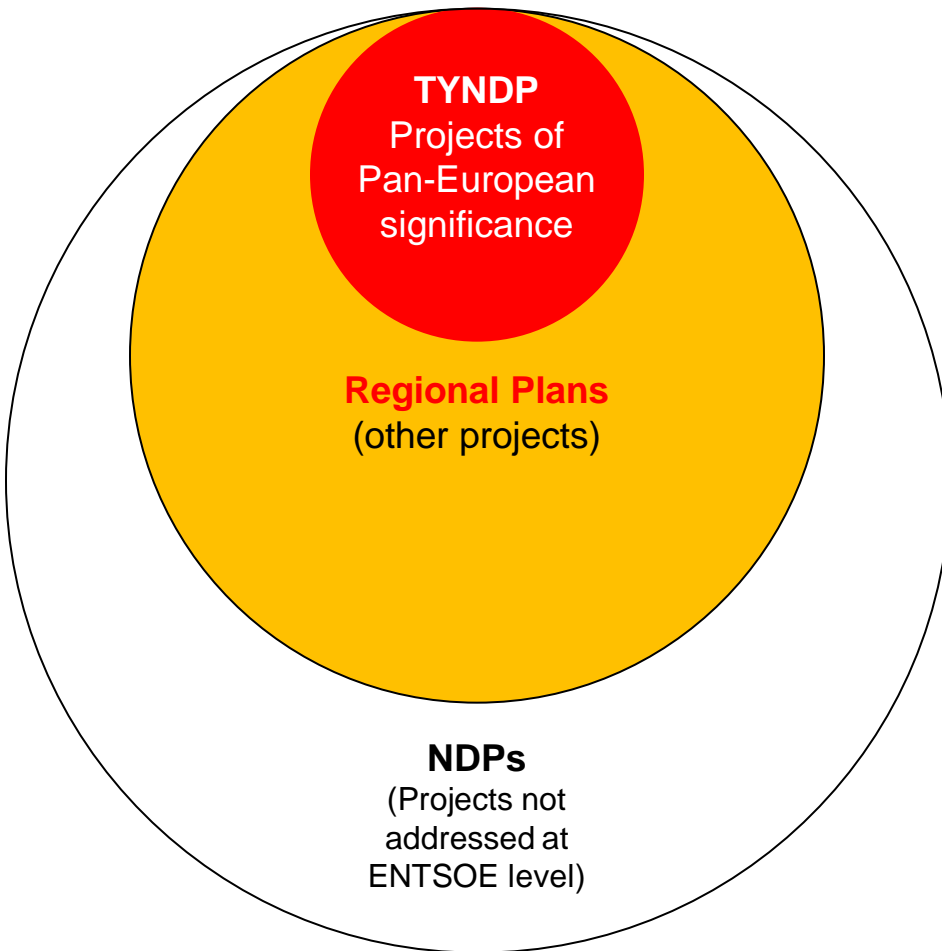 TYNDP
Projects of
Pan-European
significance
Regional Plans
(other projects)
NDPs
(Projects not
addressed at
ENTSOE level)